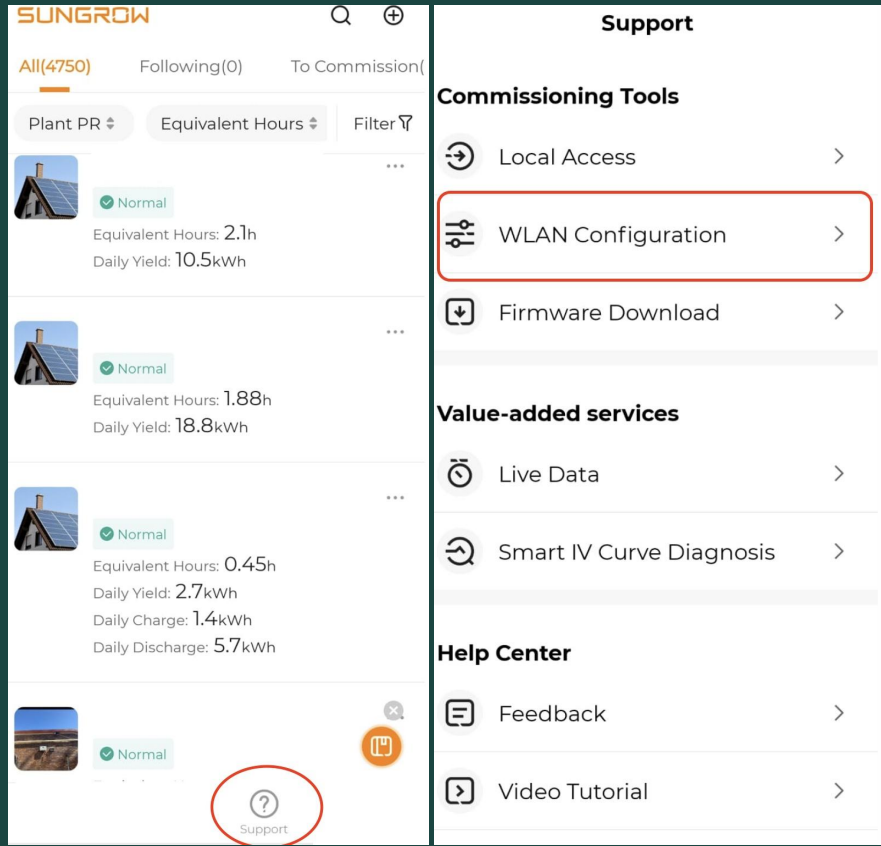 SUNGROW
All(4750) Following(0) To Commission(
Plant PR Equivalent Hours Filter
Normal
Equivalent Hours: 2.1h
Daily Yield: 10.5kWh
Normal
Equivalent Hours: 1.88h
Daily Yield: 18.8kWh
Normal
Equivalent Hours: 0.45h
Daily Yield: 2.7kWh
Daily Charge: 1.4kWh
Daily Discharge: 5.7kWh
Normal
Support
Support
Commissioning Tools
Local Access
WLAN Configuration
Firmware Download
Value-added services
Live Data
Smart IV Curve Diagnosis
Help Center
Feedback
Video Tutorial